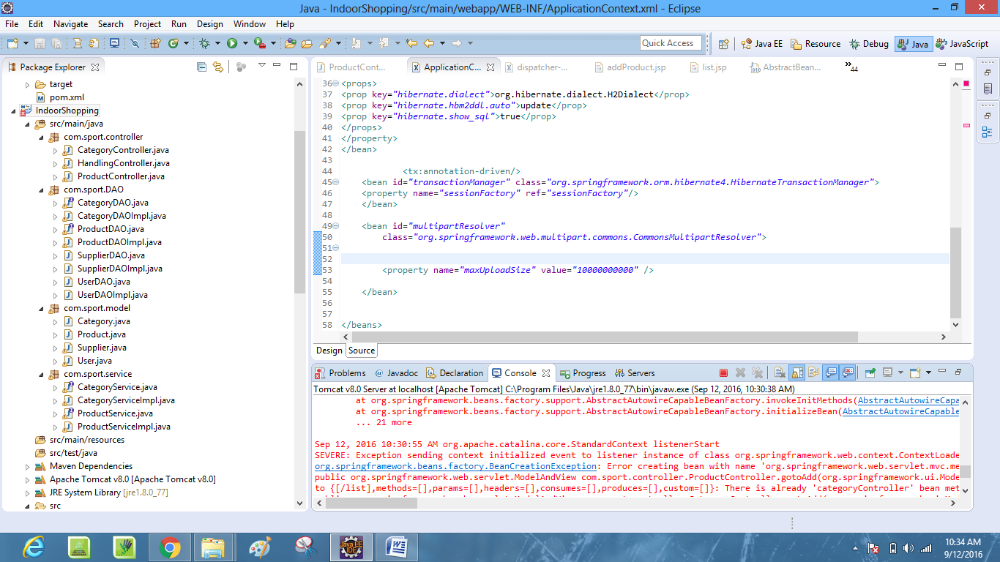 Java - IndoorShopping/src/main/webapp/WEB-INF/ApplicationContext.xml - Eclipse
File Edit Navigate Search Project Run Design Window Help
Quick Access Java EE Resource Debug Java JavaScript
Package Explorer
target
pom.xml
IndoorShopping
src/main/java
com.sport.controller
CategoryController.java
HandlingController.java
ProductController.java
com.sport.DAO
CategoryDAO.java
CategoryDAOImpl.java
ProductDAO.java
ProductDAOImpl.java
SupplierDAO.java
SupplierDAOImpl.java
UserDAO.java
UserDAOImpl.java
com.sport.model
Category.java
Product.java
Supplier.java
User.java
com.sport.service
CategoryService.java
CategoryServiceImpl.java
ProductService.java
ProductServiceImpl.java
src/main/resources
src/test/java
Maven Dependencies
Apache Tomcat v8.0 [Apache Tomcat v8.0]
JRE System Library [jre1.8.0_77]
src
ProductCont... ApplicationC... dispatcher-... addProduct.jsp list.jsp AbstractBean... »44
36 <props>
37 <prop key="hibernate.dialect">org.hibernate.dialect.H2Dialect</prop>
38 <prop key="hibernate.hbm2ddl.auto">update</prop>
39 <prop key="hibernate.show_sql">true</prop>
40 </props>
41 </property>
42 </bean>
43
44 <tx:annotation-driven/>
45 <bean id="transactionManager" class="org.springframework.orm.hibernate4.HibernateTransactionManager">
46 <property name="sessionFactory" ref="sessionFactory"/>
47 </bean>
48
49 <bean id="multipartResolver"
50 class="org.springframework.web.multipart.commons.CommonsMultipartResolver">
51
52
53 <property name="maxUploadSize" value="10000000000" />
54
55 </bean>
56
57
58 </beans>
Design Source
Problems @ Javadoc Declaration Console Progress Servers
Tomcat v8.0 Server at localhost [Apache Tomcat] C:\Program Files\Java\jre1.8.0_77\bin\javaw.exe (Sep 12, 2016, 10:30:38 AM)
at org.springframework.beans.factory.support.AbstractAutowireCapableBeanFactory.invokeInitMethods(AbstractAutowireCapa
at org.springframework.beans.factory.support.AbstractAutowireCapableBeanFactory.initializeBean(AbstractAutowireCapable
... 21 more
Sep 12, 2016 10:30:55 AM org.apache.catalina.core.StandardContext listenerStart
SEVERE: Exception sending context initialized event to listener instance of class org.springframework.web.context.ContextLoade
org.springframework.beans.factory.BeanCreationException: Error creating bean with name 'org.springframework.web.servlet.mvc.me
public org.springframework.web.servlet.ModelAndView com.sport.controller.ProductController.gotoAdd(org.springframework.ui.Mode
to {[/list],methods=[],params=[],headers=[],consumes=[],produces=[],custom=[]}: There is already 'categoryController' bean met
Java EE IDE
10:34 AM
9/12/2016